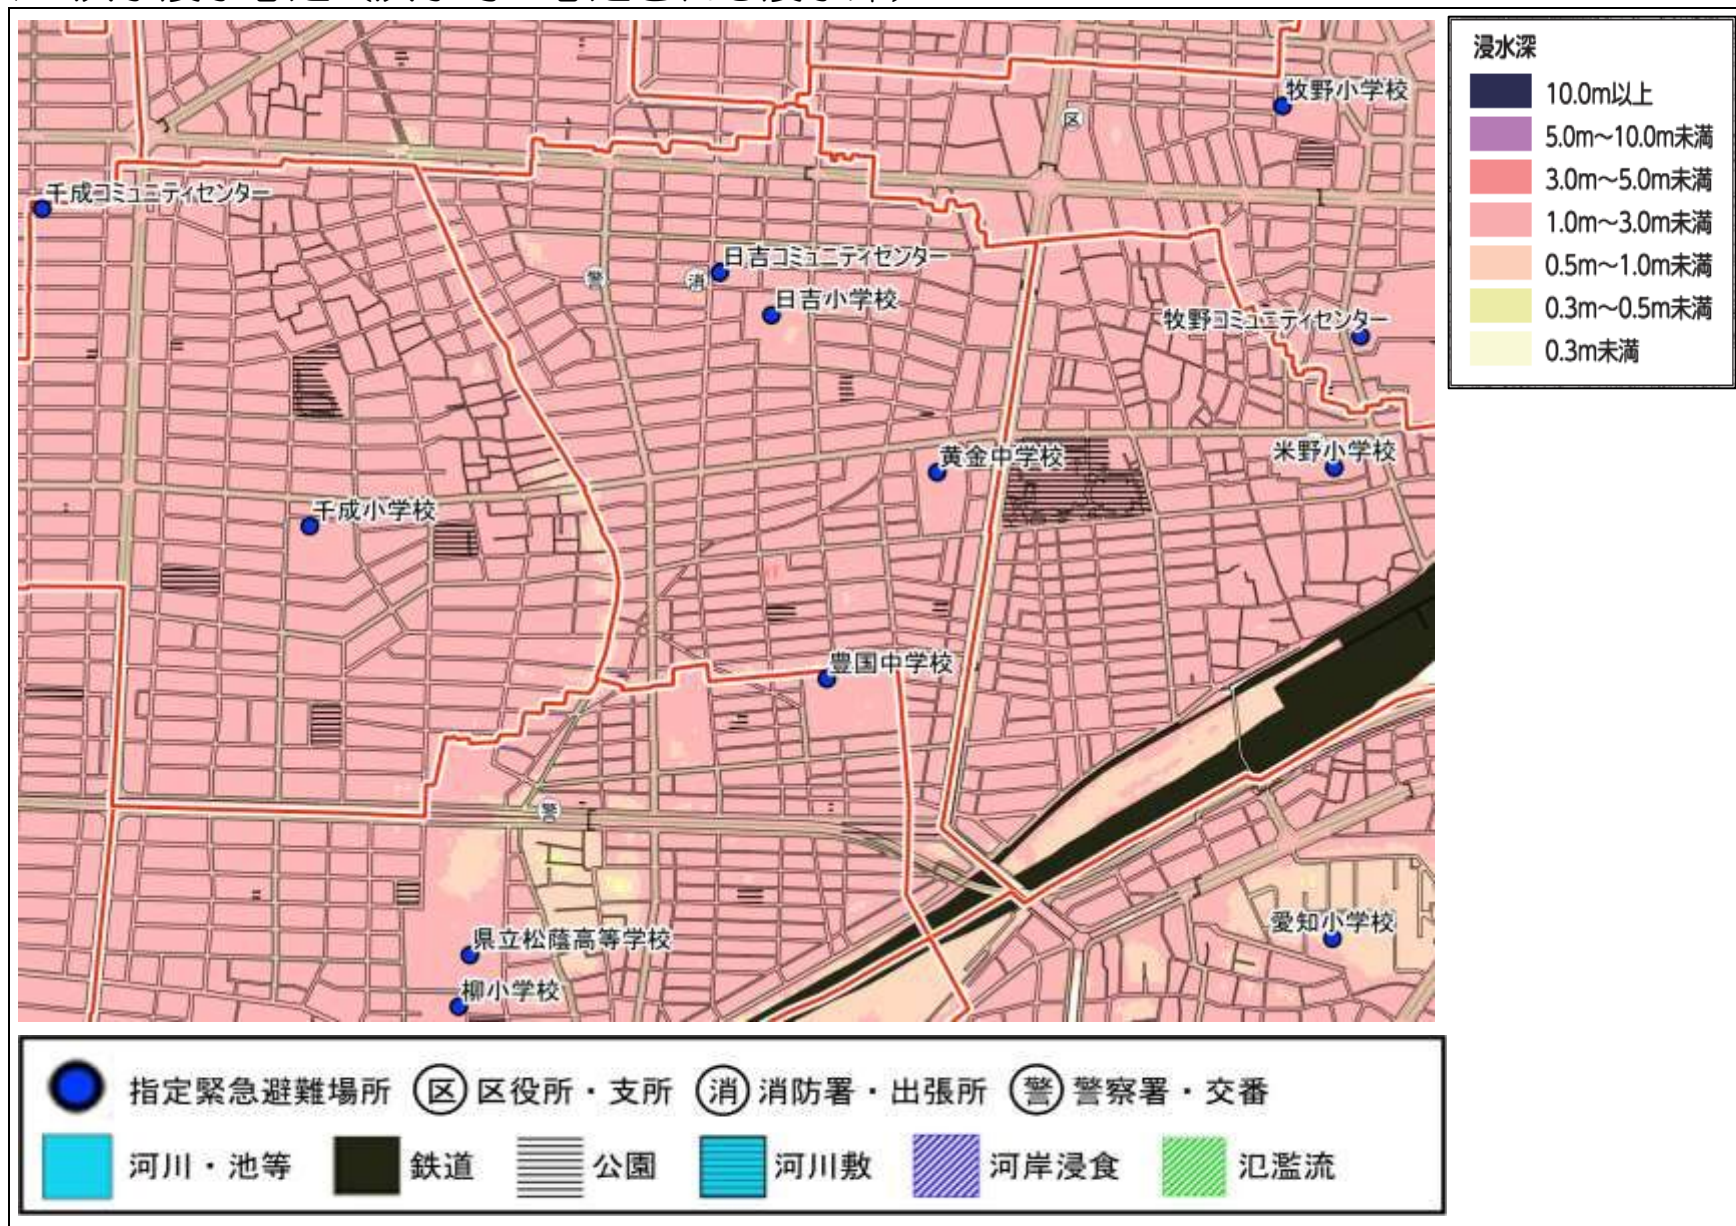 浸水深
10.0m以上
5.0m～10.0m未満
3.0m～5.0m未満
1.0m～3.0m未満
0.5m～1.0m未満
0.3m～0.5m未満
0.3m未満
牧野小学校
区
千成コミュニティセンター
日吉コミュニティセンター
警
消
日吉小学校
牧野コミュニティセンター
黄金中学校
米野小学校
千成小学校
豊国中学校
警
愛知小学校
県立松蔭高等学校
柳小学校
指定緊急避難場所 区 区役所・支所 消 消防署・出張所 警 警察署・交番
河川・池等 鉄道 公園 河川敷 河岸浸食 氾濫流